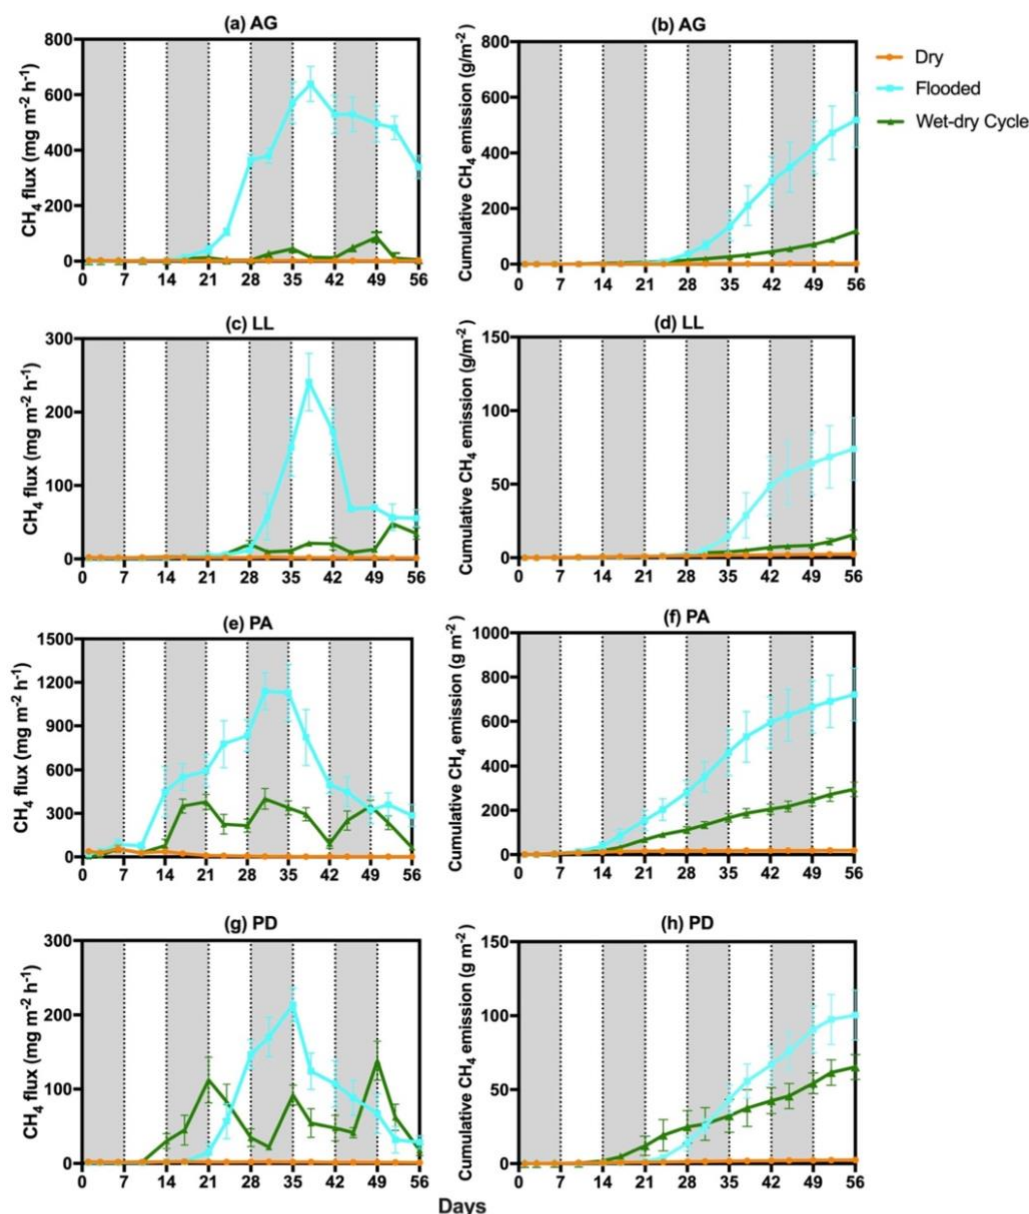 (a) AG
(b) AG
CH4 flux (mg m-2 h-1)
800
600
400
200
0
0 7 14 21 28 35 42 49 56
Cumulative CH4 emission (g/m-2)
800
600
400
200
0
0 7 14 21 28 35 42 49 56
Dry
Flooded
Wet-dry Cycle
(c) LL
(d) LL
CH4 flux (mg m-2 h-1)
300
200
100
0
0 7 14 21 28 35 42 49 56
Cumulative CH4 emission (g/m-2)
150
100
50
0
0 7 14 21 28 35 42 49 56
(e) PA
(f) PA
CH4 flux (mg m-2 h-1)
1500
1200
900
600
300
0
0 7 14 21 28 35 42 49 56
Cumulative CH4 emission (g m-2)
1000
800
600
400
200
0
0 7 14 21 28 35 42 49 56
(g) PD
(h) PD
CH4 flux (mg m-2 h-1)
300
200
100
0
0 7 14 21 28 35 42 49 56
Cumulative CH4 emission (g m-2)
150
100
50
0
0 7 14 21 28 35 42 49 56
Days